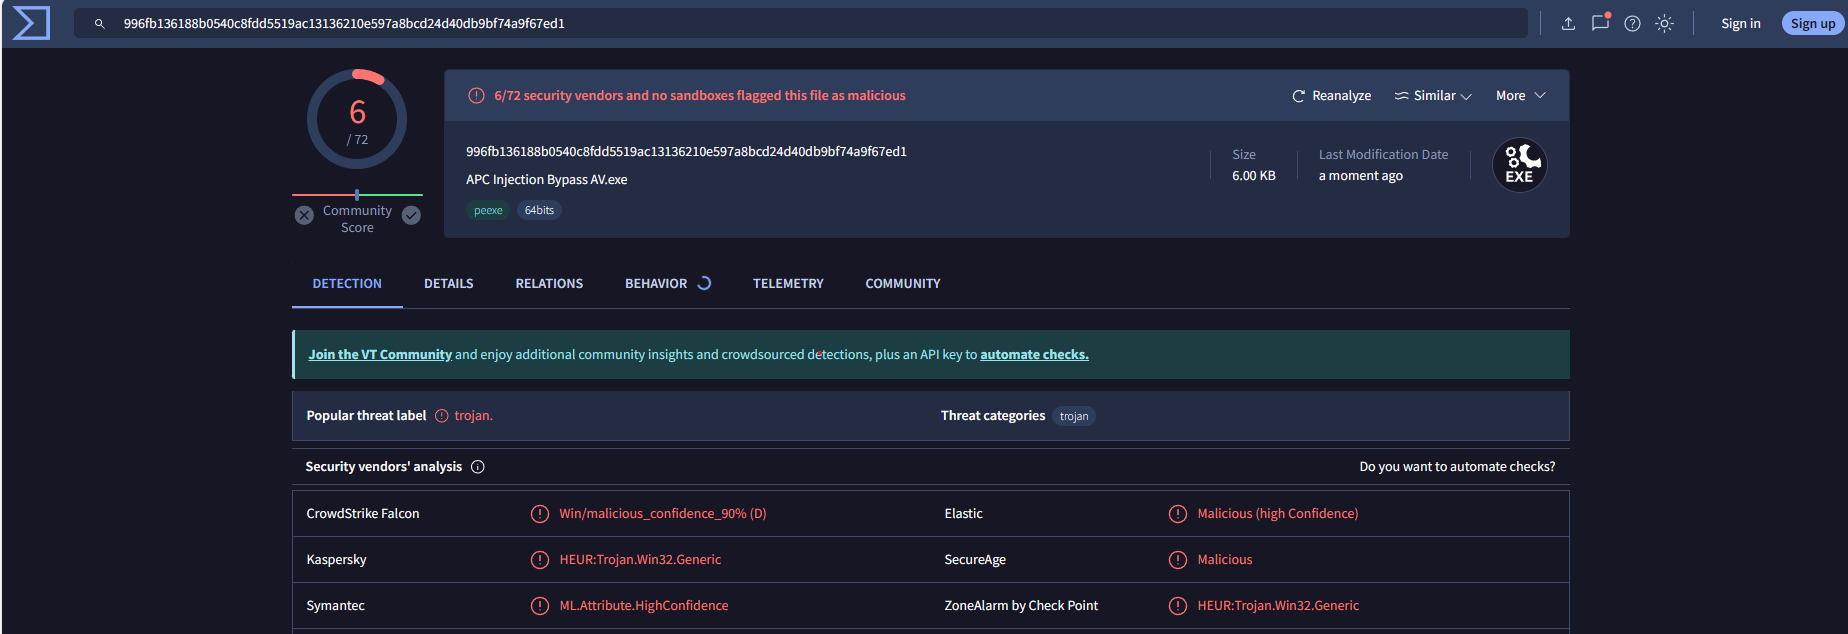 996fb136188b0540c8fdd5519ac13136210e597a8bcd24d40db9bf74a9f67ed1
Sign in
Sign up
6
/ 72
Community
Score
6/72 security vendors and no sandboxes flagged this file as malicious
Reanalyze
Similar
More
996fb136188b0540c8fdd5519ac13136210e597a8bcd24d40db9bf74a9f67ed1
APC Injection Bypass AV.exe
peexe
64bits
Size
6.00 KB
Last Modification Date
a moment ago
EXE
DETECTION
DETAILS
RELATIONS
BEHAVIOR
TELEMETRY
COMMUNITY
Join the VT Community and enjoy additional community insights and crowdsourced detections, plus an API key to automate checks.
Popular threat label
trojan.
Threat categories
trojan
Security vendors' analysis
Do you want to automate checks?
CrowdStrike Falcon
Win/malicious_confidence_90% (D)
Elastic
Malicious (high Confidence)
Kaspersky
HEUR:Trojan.Win32.Generic
SecureAge
Malicious
Symantec
ML.Attribute.HighConfidence
ZoneAlarm by Check Point
HEUR:Trojan.Win32.Generic